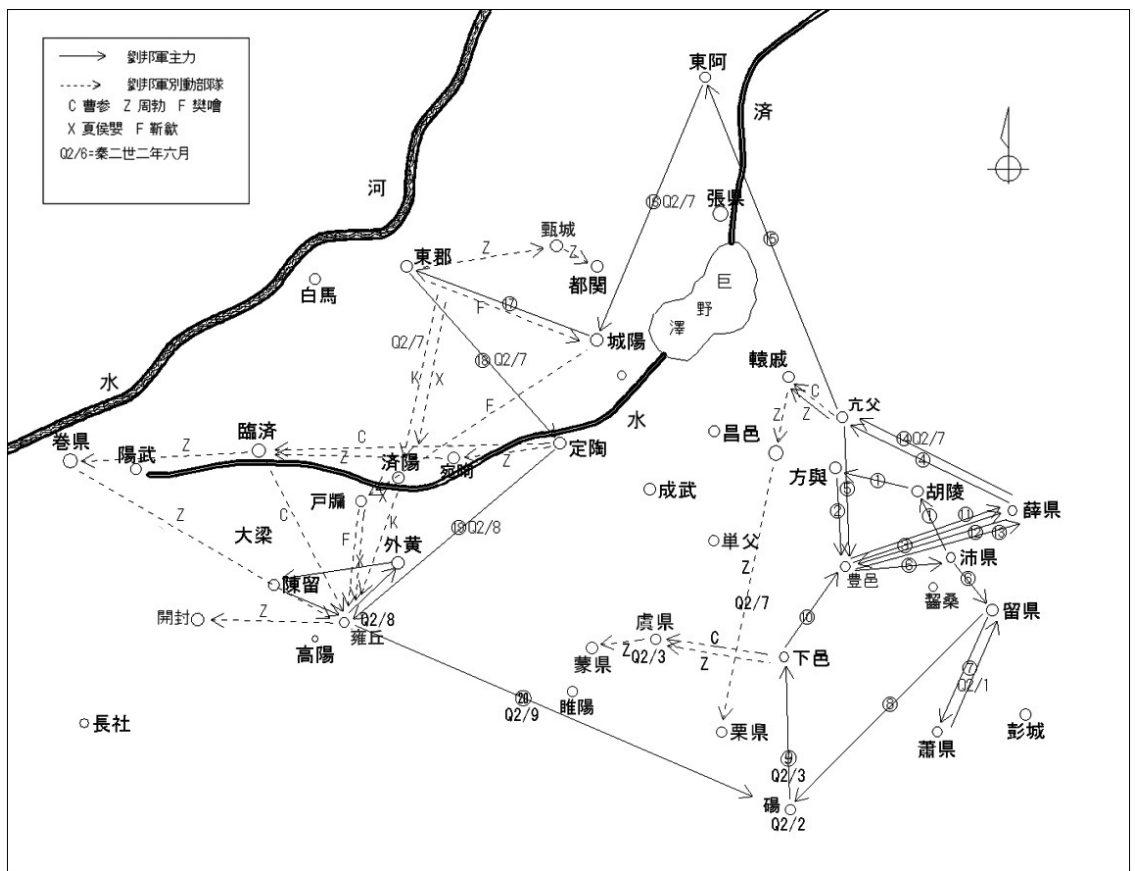 劉邦軍主力
劉邦軍別動部隊
C 曹参 Z 周勃 F 樊噲
X 夏侯嬰 F 靳歙
Q2/6=秦二世二年六月
東阿
済
河
張県
⑯Q2/7
甄城
Z
Z
東郡
⑮
都関
白馬
巨
野
澤
F
⑰
Q2/7
城陽
⑱Q2/7
轅戚
水
K
X
C
Z
亢父
F
水
Z
⑭Q2/7
臨済
C
昌邑
④
巻県
陽武
Z
Z
定陶
Z
済陽
宛朐
方與
①
胡陵
戸牖
X
成武
⑤
薛県
Z
C
K
②
①
⑪
大梁
F
⑲Q2/8
③
⑫
⑬
外黄
単父
沛県
X
Z
豊邑
⑥
⑥
陳留
Q2/7
齧桑
開封
Z
Q2/8
雍丘
⑩
留県
高陽
虞県
C
Z
Q2/3
Z
下邑
蒙県
⑦
Q2/1
睢陽
⑳
Q2/9
⑧
長社
栗県
蕭県
彭城
⑨
Q2/3
碭
Q2/2